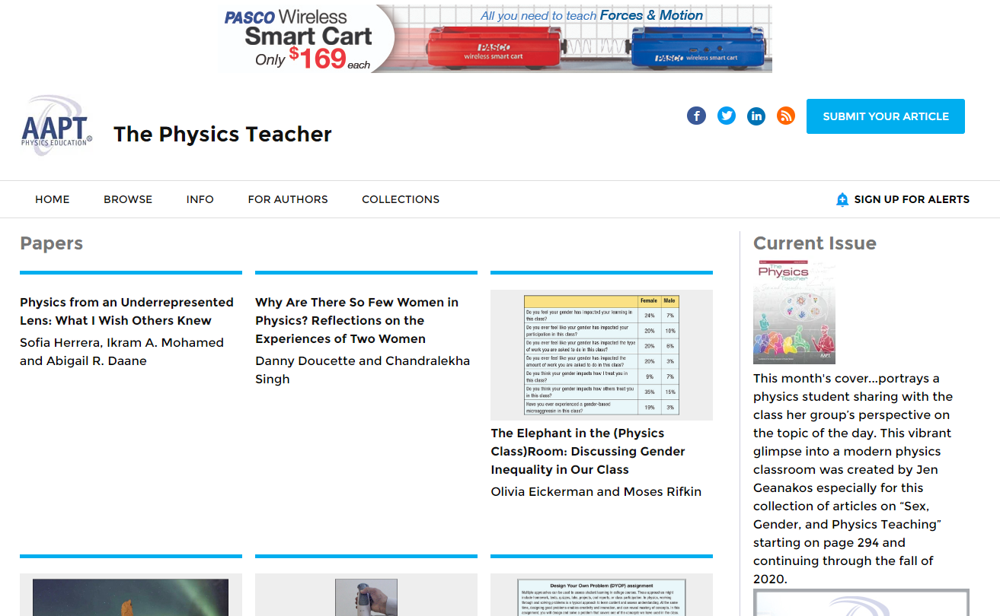 PASCO Wireless
Smart Cart
Only $169 each
All you need to teach Forces & Motion
PASCO
wireless smart cart
PASCO wireless smart cart
AAPT
PHYSICS EDUCATION®
The Physics Teacher
SUBMIT YOUR ARTICLE
HOME
BROWSE
INFO
FOR AUTHORS
COLLECTIONS
SIGN UP FOR ALERTS
Papers
Physics from an Underrepresented
Lens: What I Wish Others Knew
Sofia Herrera, Ikram A. Mohamed
and Abigail R. Daane
Why Are There So Few Women in
Physics? Reflections on the
Experiences of Two Women
Danny Doucette and Chandralekha
Singh
Female Male
Do you feel your gender has impacted your learning in
this class? 24% 7%
Do you ever feel like your gender has impacted your
participation in this class? 20% 10%
Do you ever feel like your gender has impacted the type
of work you are asked to do in this class? 20% 6%
Do you ever feel like your gender has impacted the
amount of work you are asked to do in this class? 20% 3%
Do you think your gender impacts how I treat you in
this class? 9% 7%
Do you think your gender impacts how others treat you
in this class? 35% 15%
Have you ever experienced a gender-based
microaggression in this class? 19% 3%
The Elephant in the (Physics
Class)Room: Discussing Gender
Inequality in Our Class
Olivia Eickerman and Moses Rifkin
Design Your Own Problem (DYOP) assignment
Current Issue
The
Physics
Teacher
AAPT
This month's cover...portrays a
physics student sharing with the
class her group’s perspective on
the topic of the day. This vibrant
glimpse into a modern physics
classroom was created by Jen
Geanakos especially for this
collection of articles on “Sex,
Gender, and Physics Teaching”
starting on page 294 and
continuing through the fall of
2020.